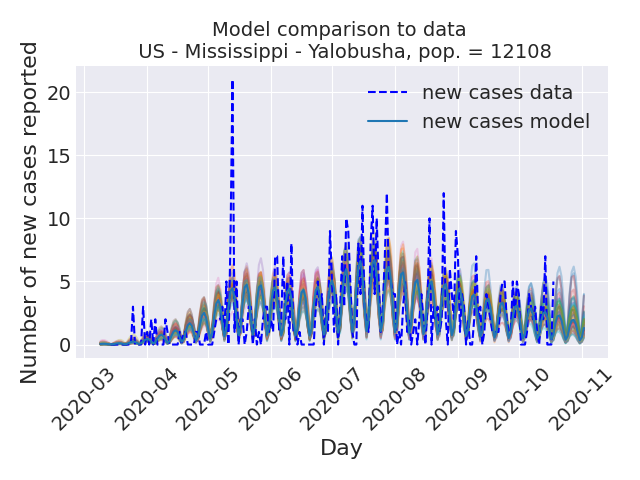 Model comparison to data
US - Mississippi - Yalobusha, pop. = 12108
Number of new cases reported
20
15
10
5
0
new cases data
new cases model
2020-03
2020-04
2020-05
2020-06
2020-07
2020-08
2020-09
2020-10
2020-11
Day